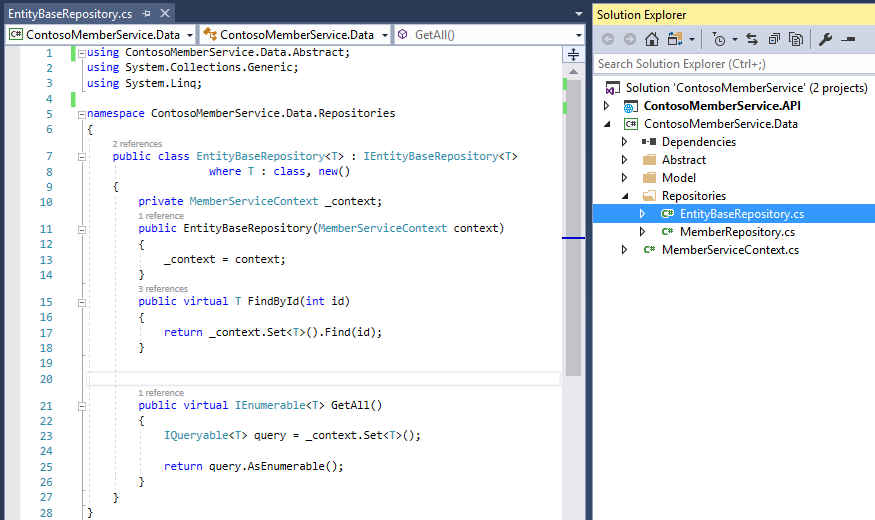 EntityBaseRepository.cs
ContosoMemberService.Data
ContosoMemberService.Data
GetAll()
1 using ContosoMemberService.Data.Abstract;
2 using System.Collections.Generic;
3 using System.Linq;
4
5 namespace ContosoMemberService.Data.Repositories
6 {
2 references
7 public class EntityBaseRepository<T> : IEntityBaseRepository<T>
8 where T : class, new()
9 {
10 private MemberServiceContext _context;
1 reference
11 public EntityBaseRepository(MemberServiceContext context)
12 {
13 _context = context;
14 }
3 references
15 public virtual T FindById(int id)
16 {
17 return _context.Set<T>().Find(id);
18 }
19
20
1 reference
21 public virtual IEnumerable<T> GetAll()
22 {
23 IQueryable<T> query = _context.Set<T>();
24
25 return query.AsEnumerable();
26 }
27 }
28 }
Solution Explorer
Search Solution Explorer (Ctrl+;)
Solution 'ContosoMemberService' (2 projects)
ContosoMemberService.API
C# ContosoMemberService.Data
Dependencies
Abstract
Model
Repositories
C# EntityBaseRepository.cs
C# MemberRepository.cs
C# MemberServiceContext.cs